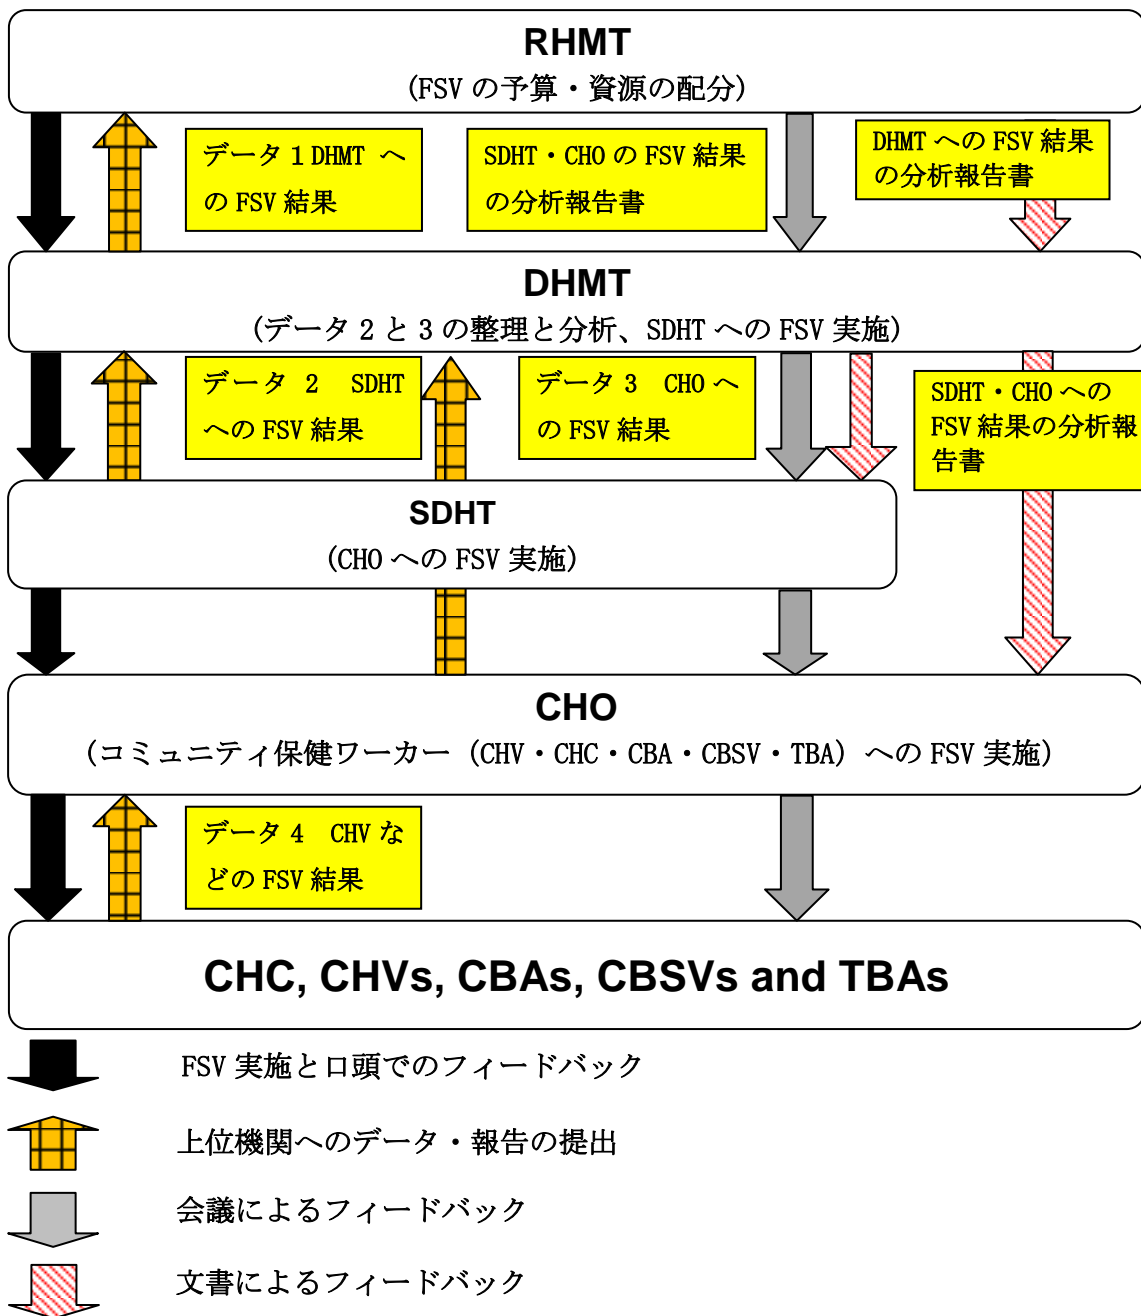 RHMT
(FSV の予算・資源の配分)
データ 1 DHMT へ
の FSV 結果
SDHT・CHO の FSV 結果
の分析報告書
DHMT への FSV 結果
の分析報告書
DHMT
(データ 2 と 3 の整理と分析、SDHT への FSV 実施)
データ 2 SDHT
への FSV 結果
データ 3 CHO へ
の FSV 結果
SDHT・CHO への
FSV 結果の分析報
告書
SDHT
(CHO への FSV 実施)
CHO
(コミュニティ保健ワーカー（CHV・CHC・CBA・CBSV・TBA）への FSV 実施)
データ 4 CHV な
どの FSV 結果
CHC, CHVs, CBAs, CBSVs and TBAs
FSV 実施と口頭でのフィードバック
上位機関へのデータ・報告の提出
会議によるフィードバック
文書によるフィードバック